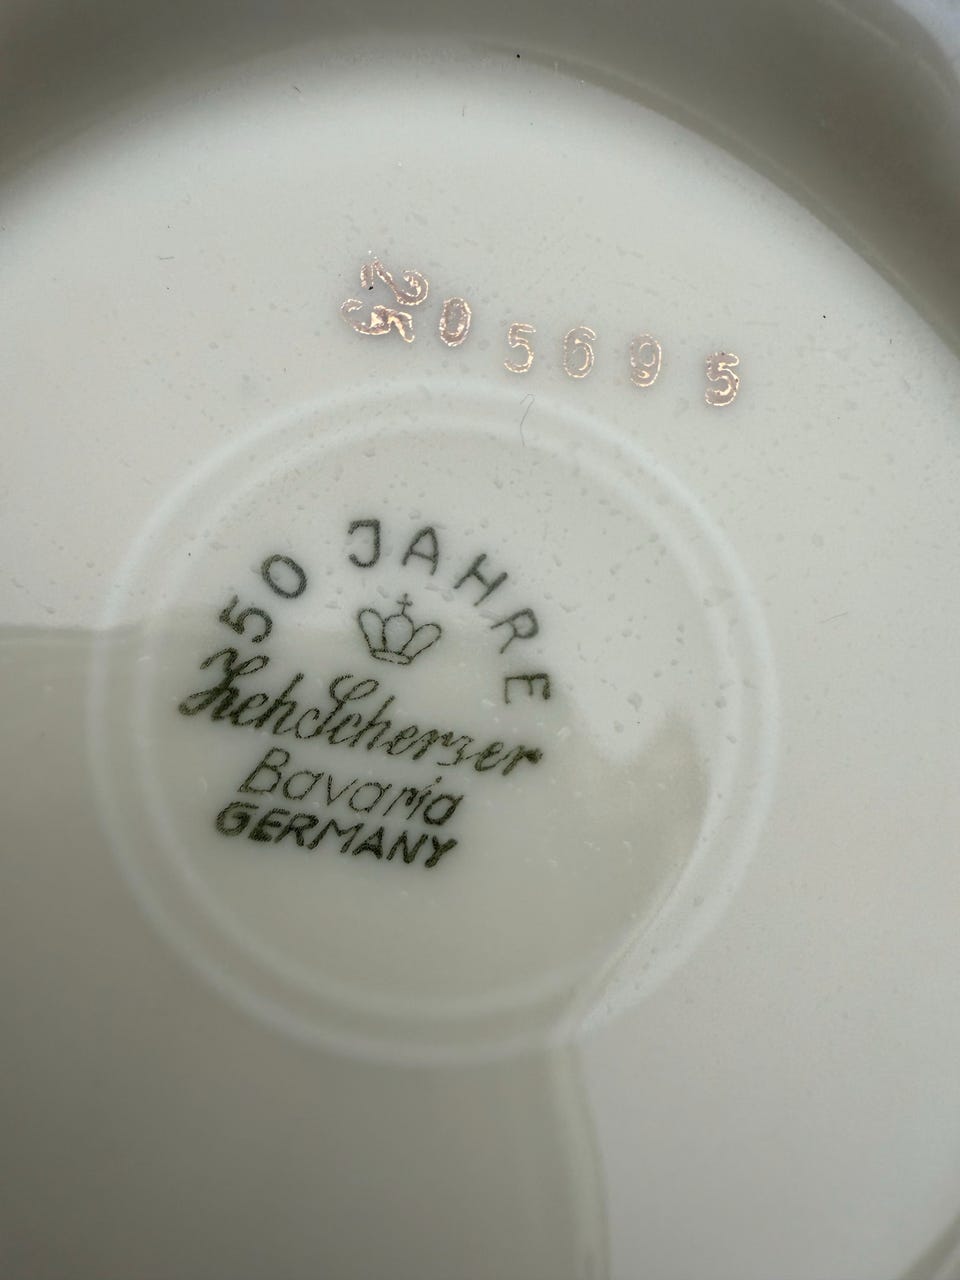 05695
50 JAHRE
Zeh Scherzer
Bavaria
GERMANY